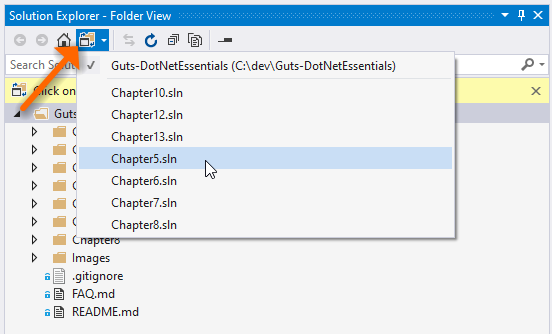 Solution Explorer - Folder View
Search Solu
Guts-DotNetEssentials (C:\dev\Guts-DotNetEssentials)
Click on
Chapter10.sln
Guts
Chapter12.sln
C
Chapter13.sln
C
Chapter5.sln
C
Chapter6.sln
C
Chapter7.sln
C
Chapter8.sln
Chapter8
Images
.gitignore
FAQ.md
README.md